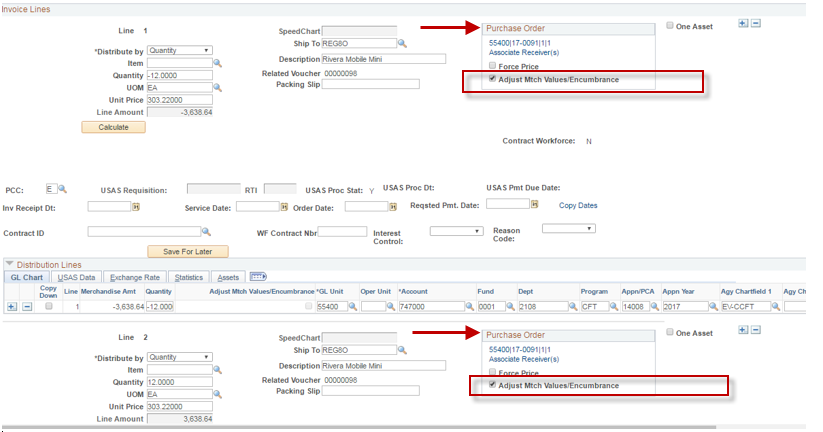 Invoice Lines
Line 1
*Distribute by Quantity
Item
Quantity -12.0000
UOM EA
Unit Price 303.22000
Line Amount -3,638.64
Calculate
SpeedChart
Ship To REG8O
Description Rivera Mobile Mini
Related Voucher 00000098
Packing Slip
Purchase Order
55400|17-0091|1|1
Associate Receiver(s)
Force Price
Adjust Mtch Values/Encumbrance
One Asset
Contract Workforce: N
PCC: E USAS Requisition: RTI USAS Proc Stat: Y USAS Proc Dt: USAS Pmt Due Date:
Inv Receipt Dt: Service Date: Order Date: Reqsted Pmt. Date: Copy Dates
Contract ID WF Contract Nbr Interest Control: Reason Code:
Save For Later
Distribution Lines
GL Chart USAS Data Exchange Rate Statistics Assets
Copy Down Line Merchandise Amt Quantity Adjust Mtch Values/Encumbrance *GL Unit Oper Unit *Account Fund Dept Program Appn/PCA Appn Year Agy Chartfield 1 Agy Ch
1 -3,638.64 -12.000 55400 747000 0001 2108 CFT 14008 2017 EV-CCFT
Line 2
*Distribute by Quantity
Item
Quantity 12.0000
UOM EA
Unit Price 303.22000
Line Amount 3,638.64
SpeedChart
Ship To REG8O
Description Rivera Mobile Mini
Related Voucher 00000098
Packing Slip
Purchase Order
55400|17-0091|1|1
Associate Receiver(s)
Force Price
Adjust Mtch Values/Encumbrance
One Asset